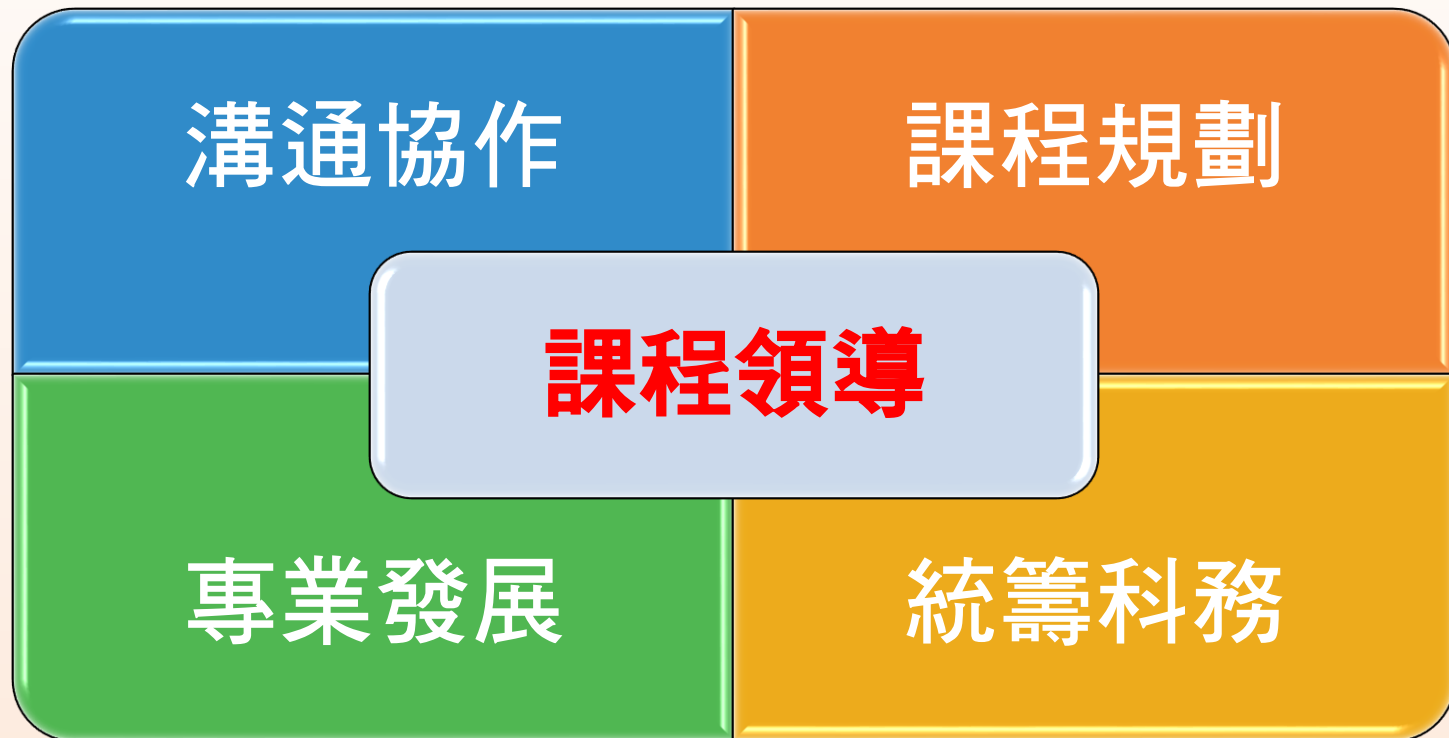 溝通協作
課程規劃
課程領導
專業發展
統籌科務